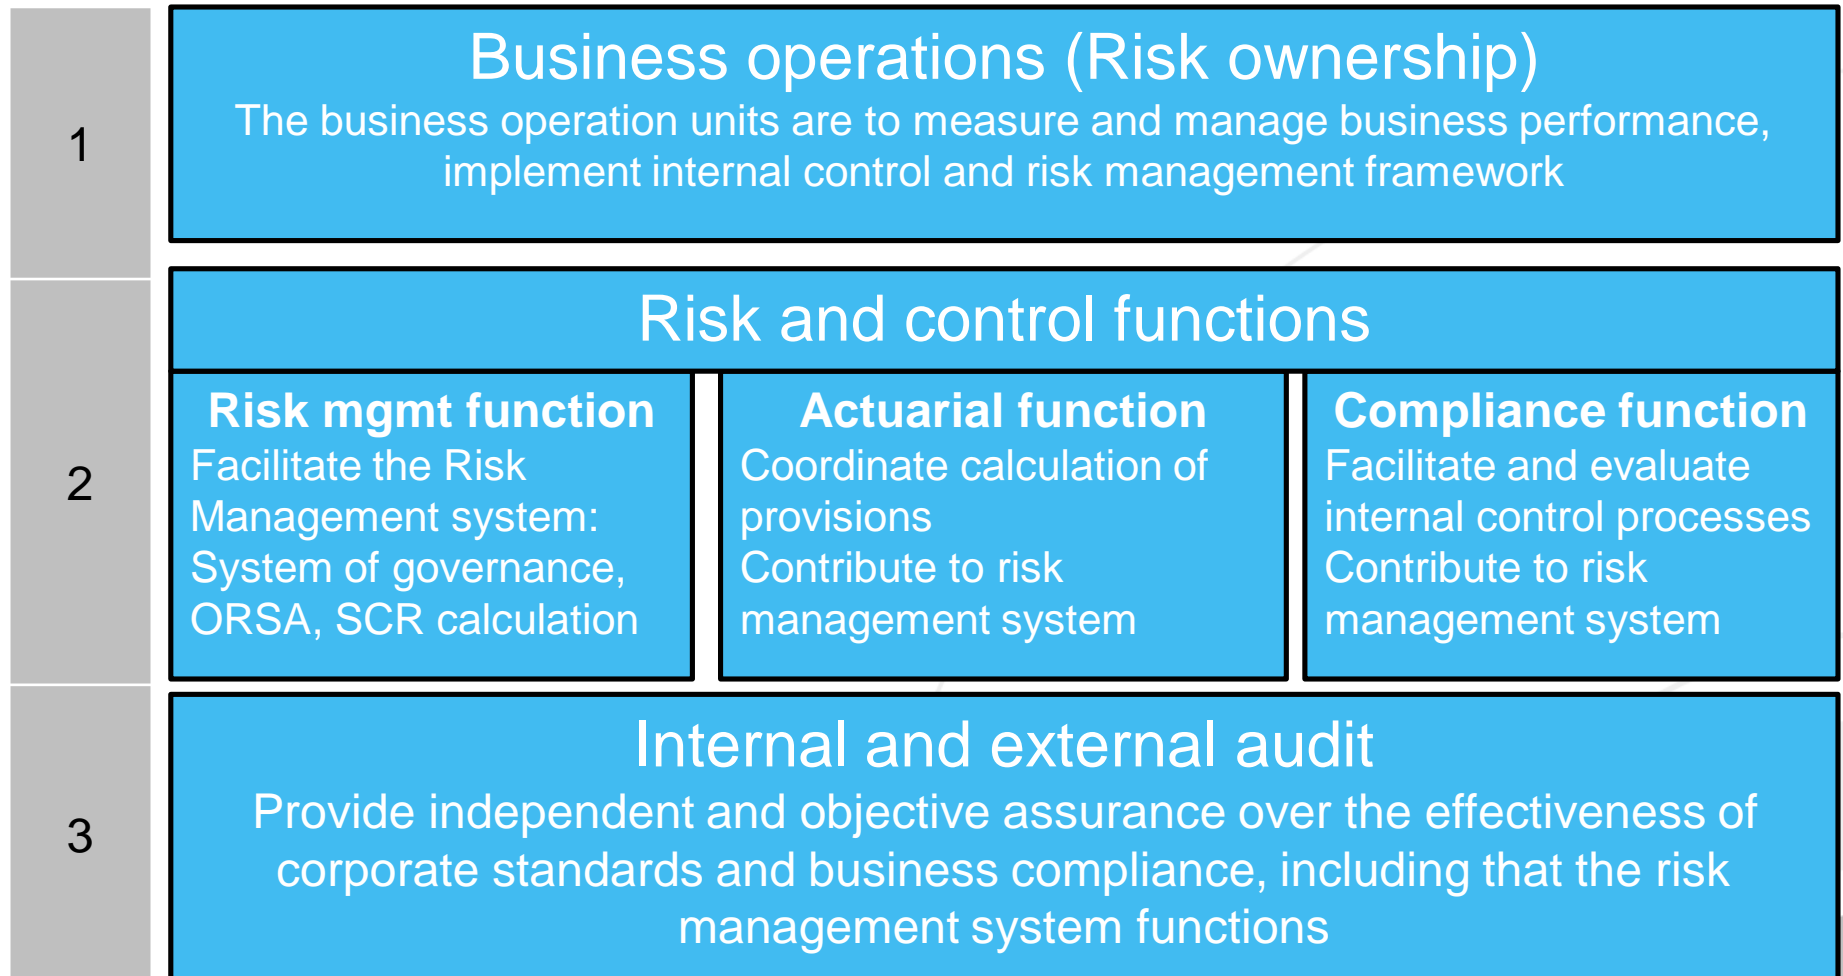 1
Business operations (Risk ownership)
The business operation units are to measure and manage business performance,
implement internal control and risk management framework
2
Risk and control functions
Risk mgmt function
Facilitate the Risk
Management system:
System of governance,
ORSA, SCR calculation
Actuarial function
Coordinate calculation of
provisions
Contribute to risk
management system
Compliance function
Facilitate and evaluate
internal control processes
Contribute to risk
management system
3
Internal and external audit
Provide independent and objective assurance over the effectiveness of
corporate standards and business compliance, including that the risk
management system functions